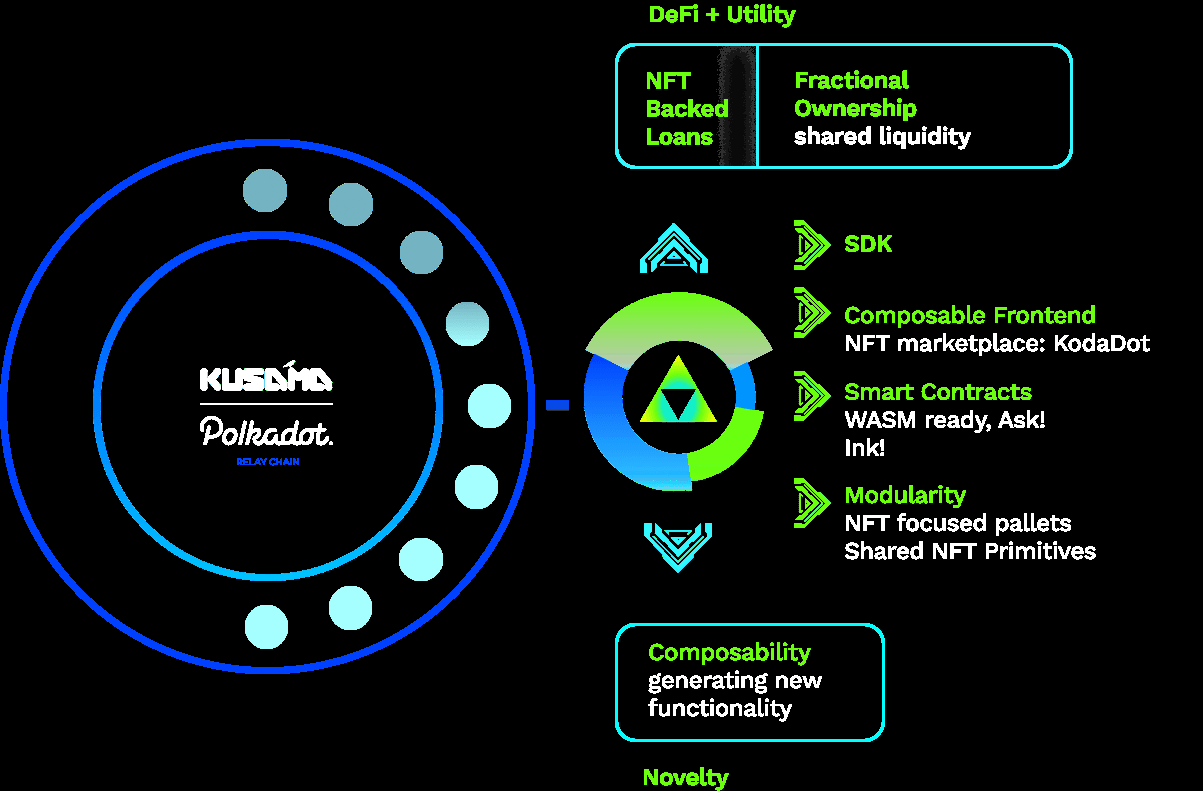 DeFi + Utility
NFT
Backed
Loans
Fractional
Ownership
shared liquidity
SDK
Composable Frontend
NFT marketplace: KodaDot
Smart Contracts
WASM ready, Ask!
Ink!
Modularity
NFT focused pallets
Shared NFT Primitives
KUSAMA
Polkadot.
RELAY CHAIN
Composability
generating new
functionality
Novelty